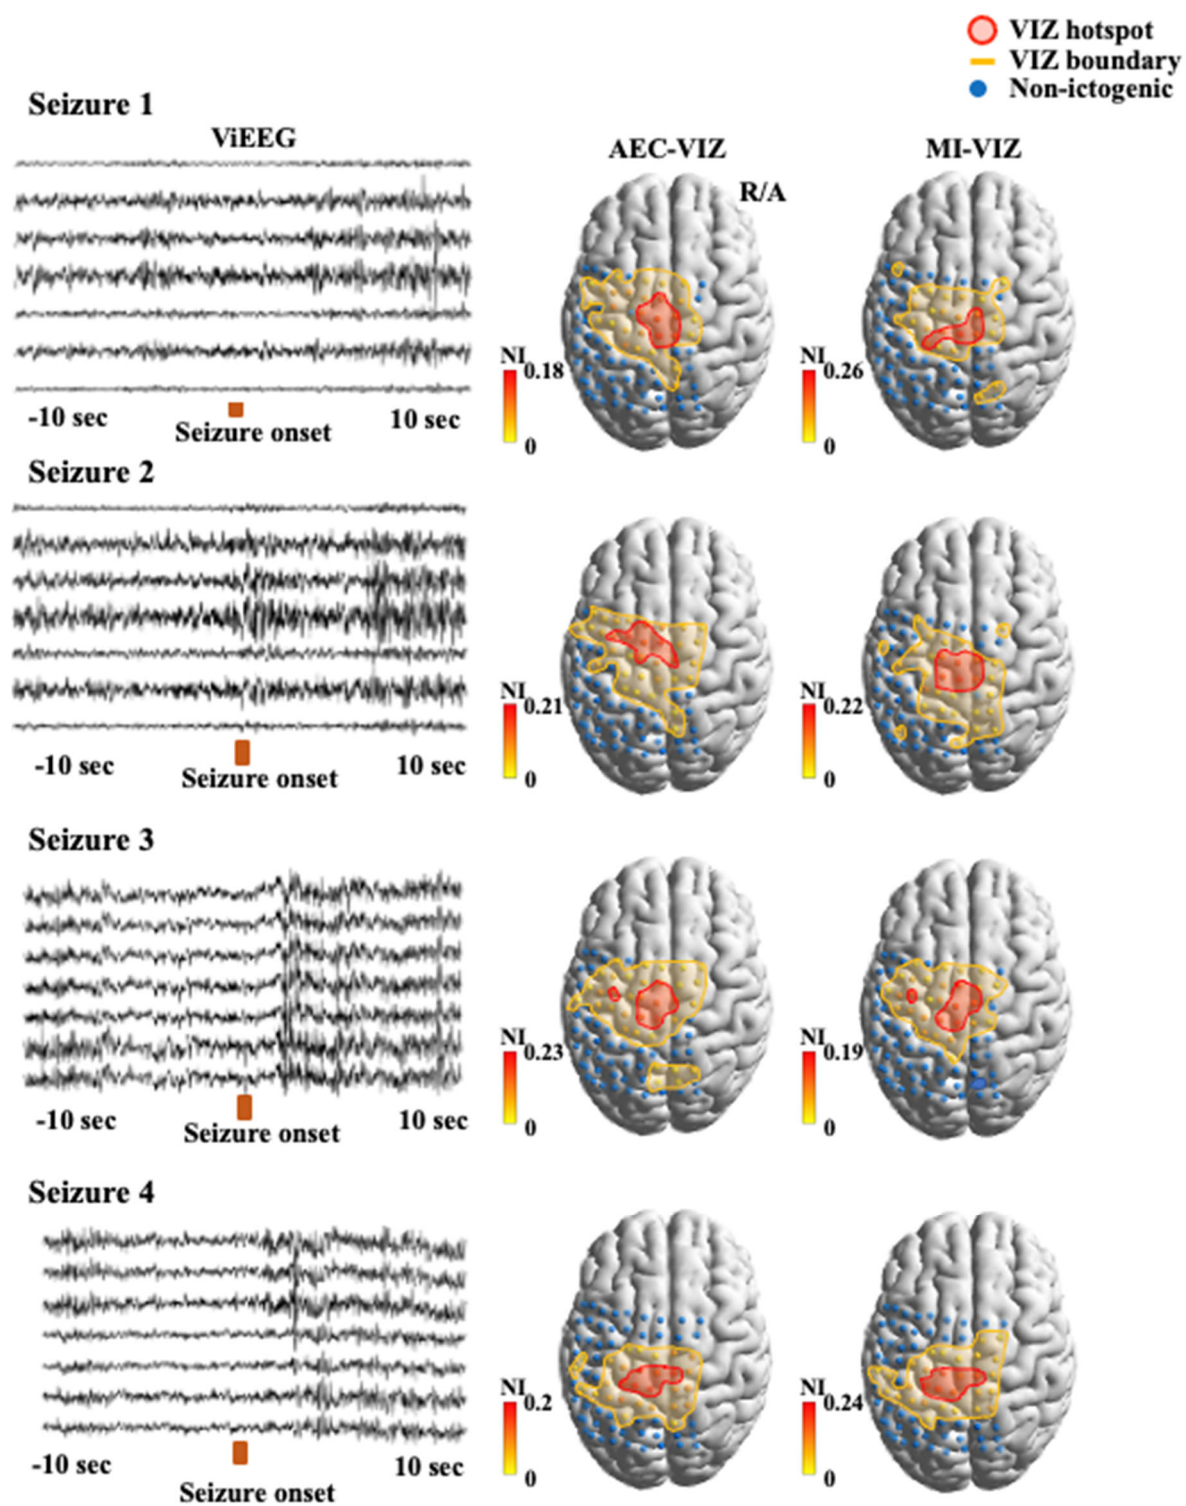 VIZ hotspot
VIZ boundary
Non-ictogenic
Seizure 1
ViEEG
AEC-VIZ
MI-VIZ
R/A
NI
0.18
0
NI
0.26
0
-10 sec
Seizure onset
10 sec
Seizure 2
NI
0.21
0
NI
0.22
0
-10 sec
Seizure onset
10 sec
Seizure 3
NI
0.23
0
NI
0.19
0
-10 sec
Seizure onset
10 sec
Seizure 4
NI
0.2
0
NI
0.24
0
-10 sec
Seizure onset
10 sec